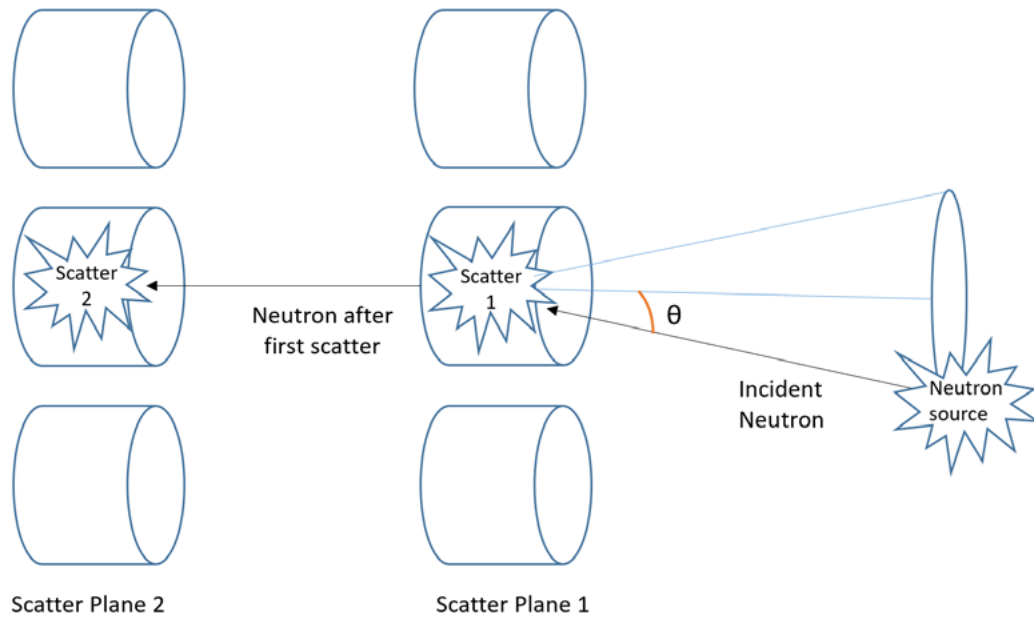 Scatter
2
Scatter
1
Neutron after
first scatter
θ
Incident
Neutron
Neutron
source
Scatter Plane 2
Scatter Plane 1